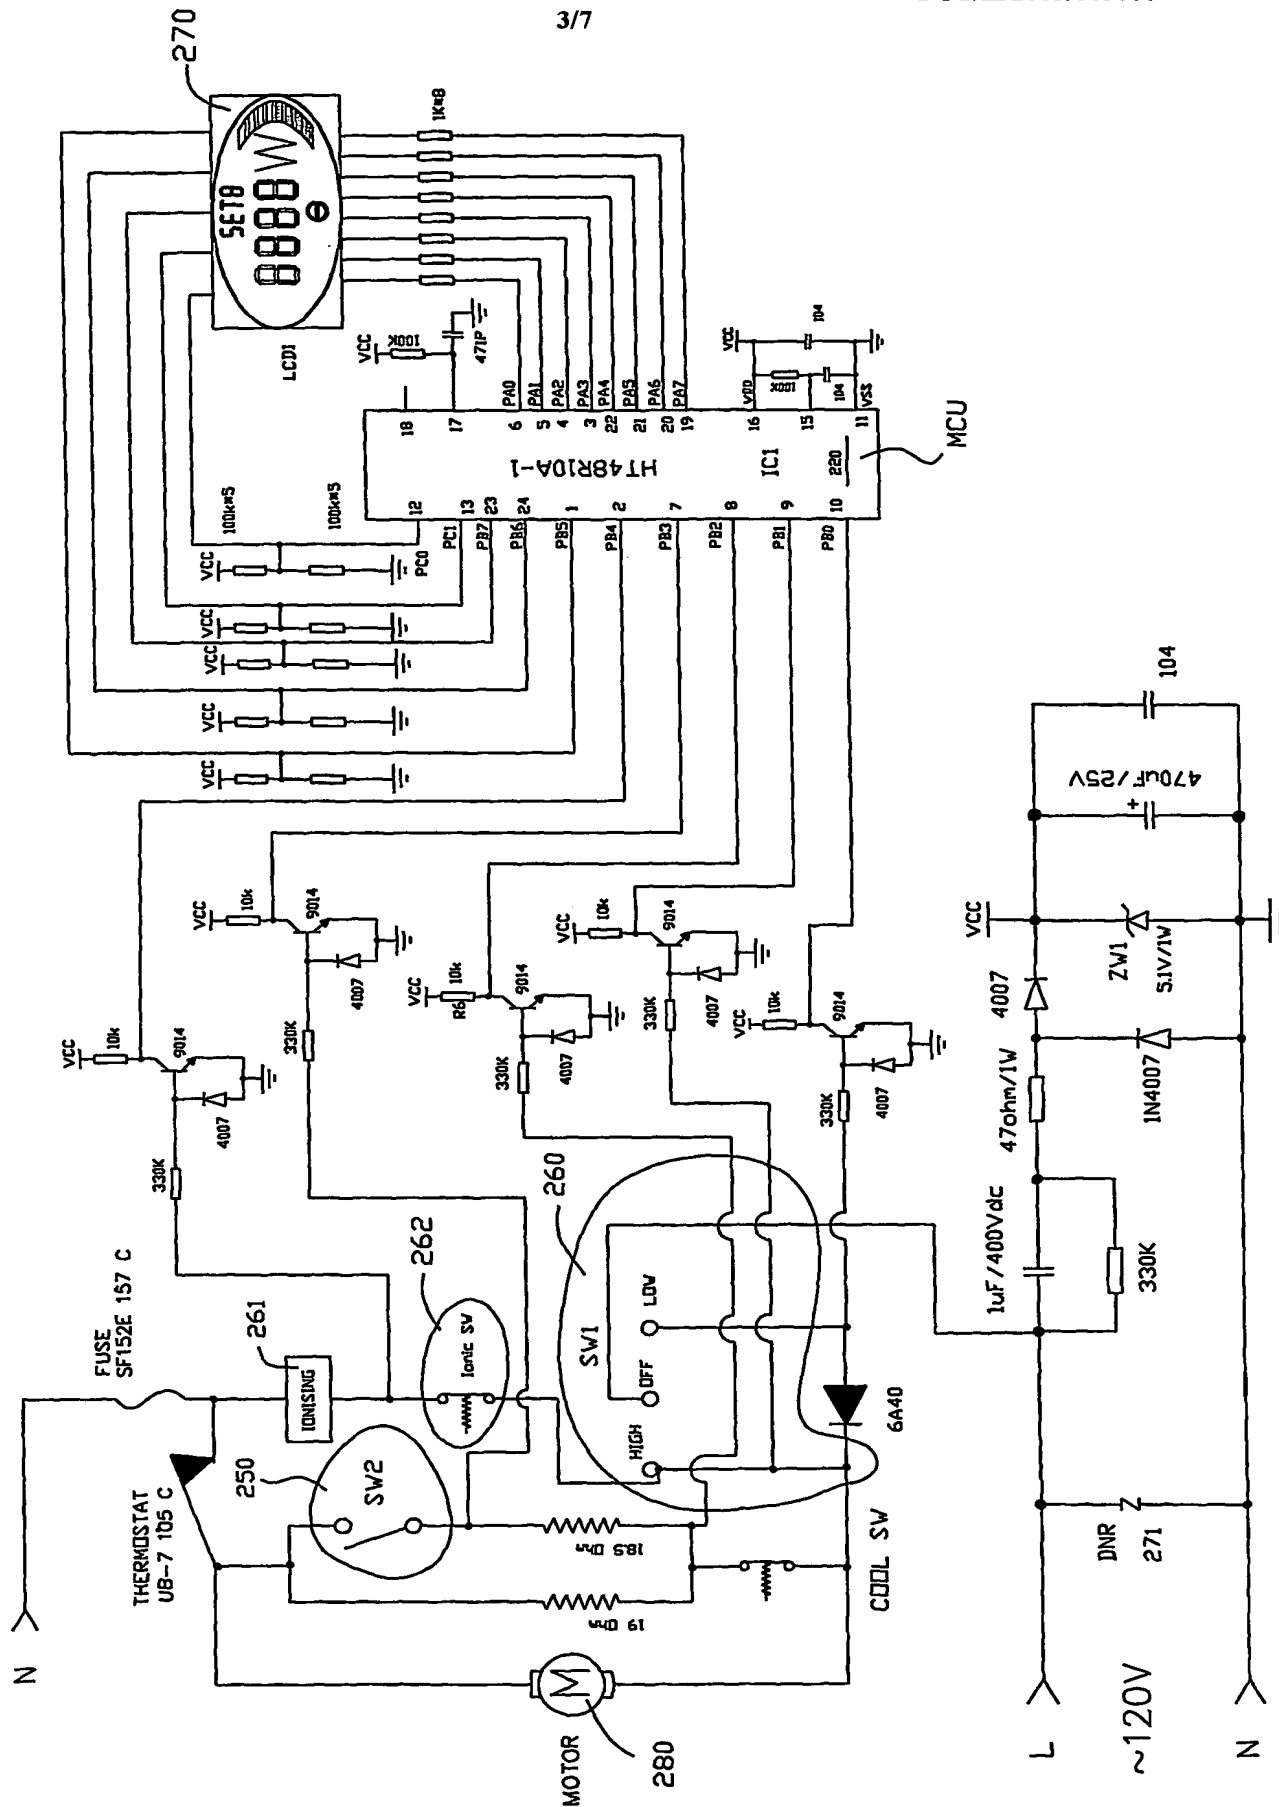 3/7
270
SET8
LCD1
1K*8
VCC
100K
471P
VCC
104
100K
104
VDD
VSS
18
17
6 PA0
5 PA1
4 PA2
3 PA3
22 PA4
21 PA5
20 PA6
19 PA7
16
15
11
HT48R10A-1
IC1
220
MCU
12 PC0
13 PC1
23 PB7
24 PB6
1 PB5
2 PB4
7 PB3
8 PB2
9 PB1
10 PB0
100k*5
100k*5
VCC
VCC
VCC
VCC
VCC
VCC
10k
9014
4007
330K
VCC
10k
9014
4007
330K
VCC
R6
10k
9014
4007
330K
VCC
10k
9014
4007
330K
VCC
10k
9014
4007
330K
FUSE
SF152E 157 C
THERMOSTAT
UB-7 105 C
N
261
IONISING
262
Ionic SW
250
SW2
260
SW1
HIGH
OFF
LOW
6A40
18.5 Ohm
19 Ohm
COOL SW
MOTOR
M
280
L
~120V
N
DNR
271
1uF/400Vdc
330K
47ohm/1W
4007
1N4007
VCC
ZW1
5.1V/1W
+
470uF/25V
104